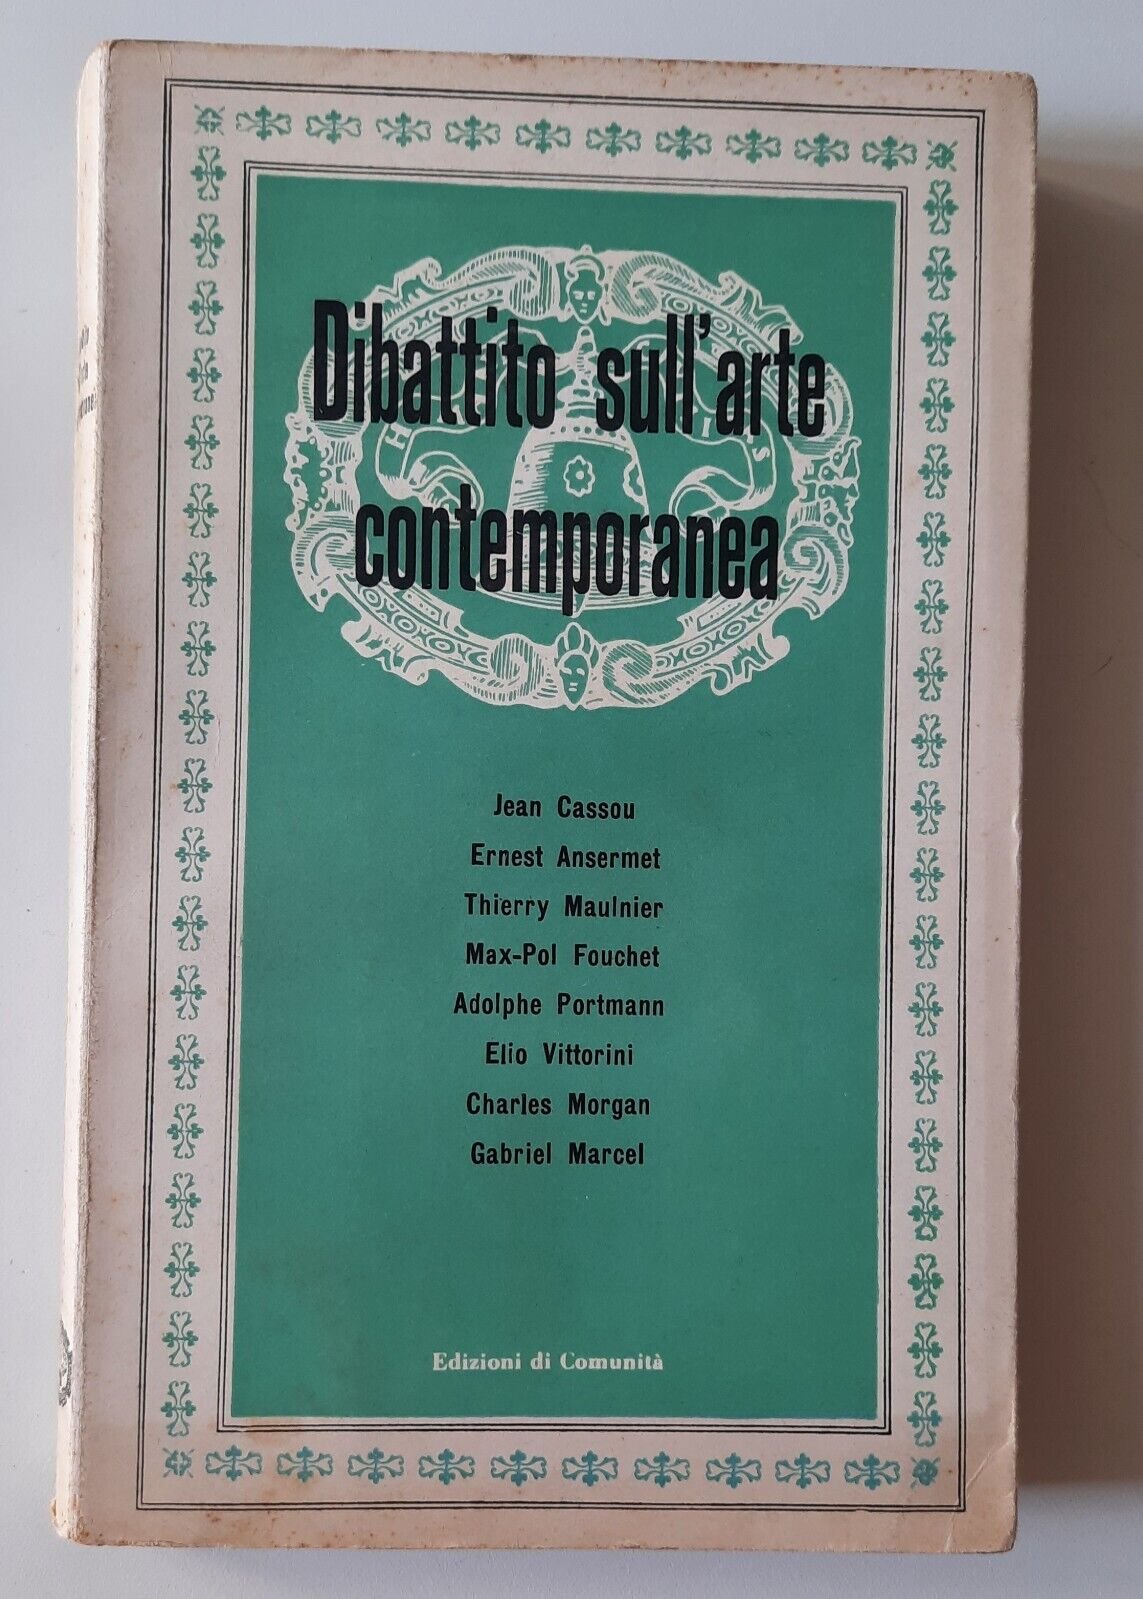 Dibattito sull'arte
contemporanea
Jean Cassou
Ernest Ansermet
Thierry Maulnier
Max-Pol Fouchet
Adolphe Portmann
Elio Vittorini
Charles Morgan
Gabriel Marcel
Edizioni di Comunità